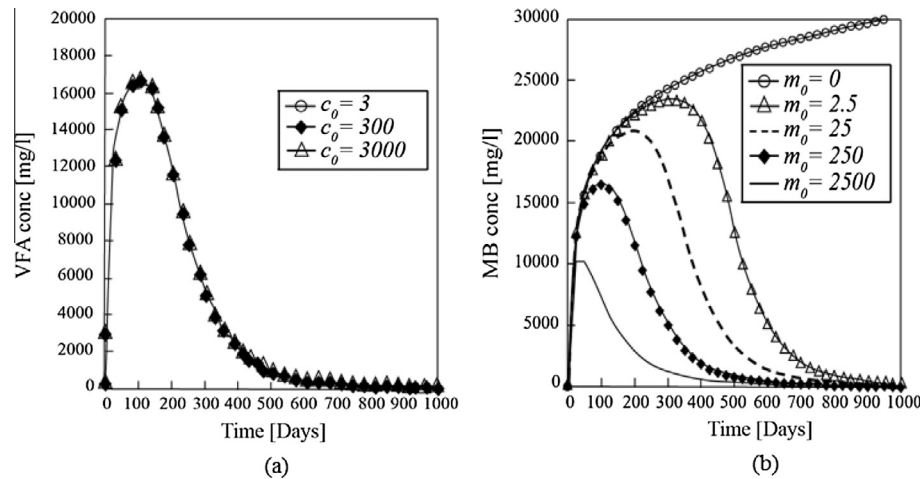 20000
18000
16000
14000
12000
10000
8000
6000
4000
2000
0
VFA conc [mg/l]
c0 = 3
c0 = 300
c0 = 3000
0 100 200 300 400 500 600 700 800 900 1000
Time [Days]
(a)
30000
25000
20000
15000
10000
5000
0
MB conc [mg/l]
m0 = 0
m0 = 2.5
m0 = 25
m0 = 250
m0 = 2500
0 100 200 300 400 500 600 700 800 900 1000
Time [Days]
(b)